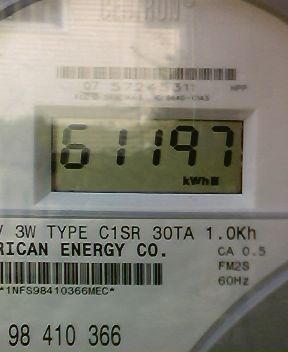 CENTRON®
61197
kWh
V 3W TYPE C1SR 30TA 1.0Kh
RICAN ENERGY CO.
CA 0.5
FM2S
*1NFS98410366MEC*
60Hz
98 410 366